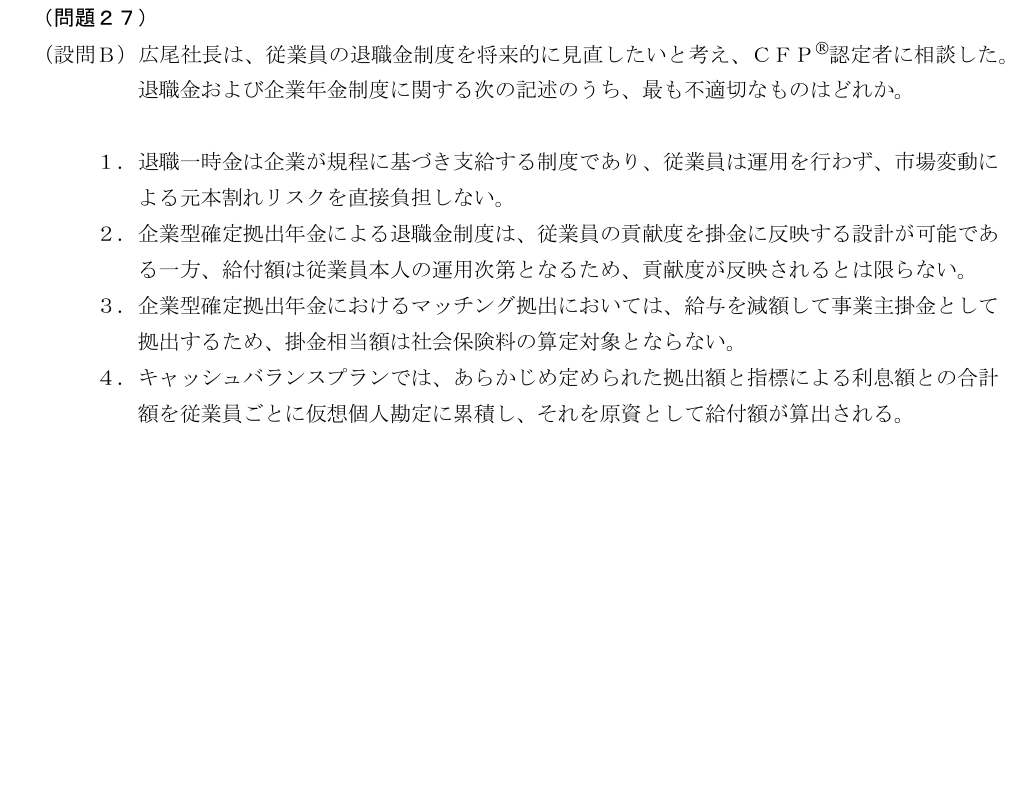 （問題２７）
（設問Ｂ）広尾社長は、従業員の退職金制度を将来的に見直したいと考え、ＣＦＰ®認定者に相談した。
退職金および企業年金制度に関する次の記述のうち、最も不適切なものはどれか。
１．退職一時金は企業が規程に基づき支給する制度であり、従業員は運用を行わず、市場変動に
よる元本割れリスクを直接負担しない。
２．企業型確定拠出年金による退職金制度は、従業員の貢献度を掛金に反映する設計が可能であ
る一方、給付額は従業員本人の運用次第となるため、貢献度が反映されるとは限らない。
３．企業型確定拠出年金におけるマッチング拠出においては、給与を減額して事業主掛金として
拠出するため、掛金相当額は社会保険料の算定対象とならない。
４．キャッシュバランスプランでは、あらかじめ定められた拠出額と指標による利息額との合計
額を従業員ごとに仮想個人勘定に累積し、それを原資として給付額が算出される。